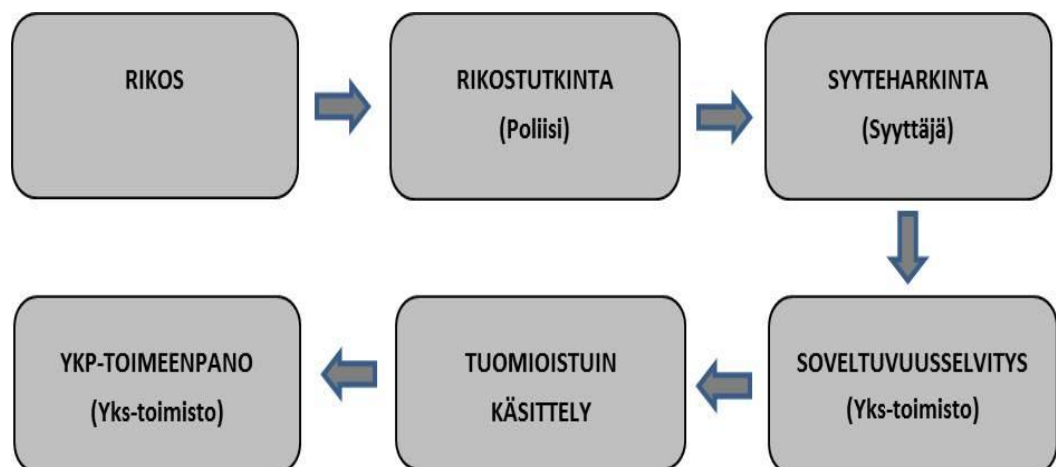 RIKOS
RIKOSTUTKINTA
(Poliisi)
SYYTEHARKINTA
(Syyttäjä)
SOVELTUVUUSSELVITYS
(Yks-toimisto)
TUOMIOISTUIN
KÄSITTELY
YKP-TOIMEENPANO
(Yks-toimisto)